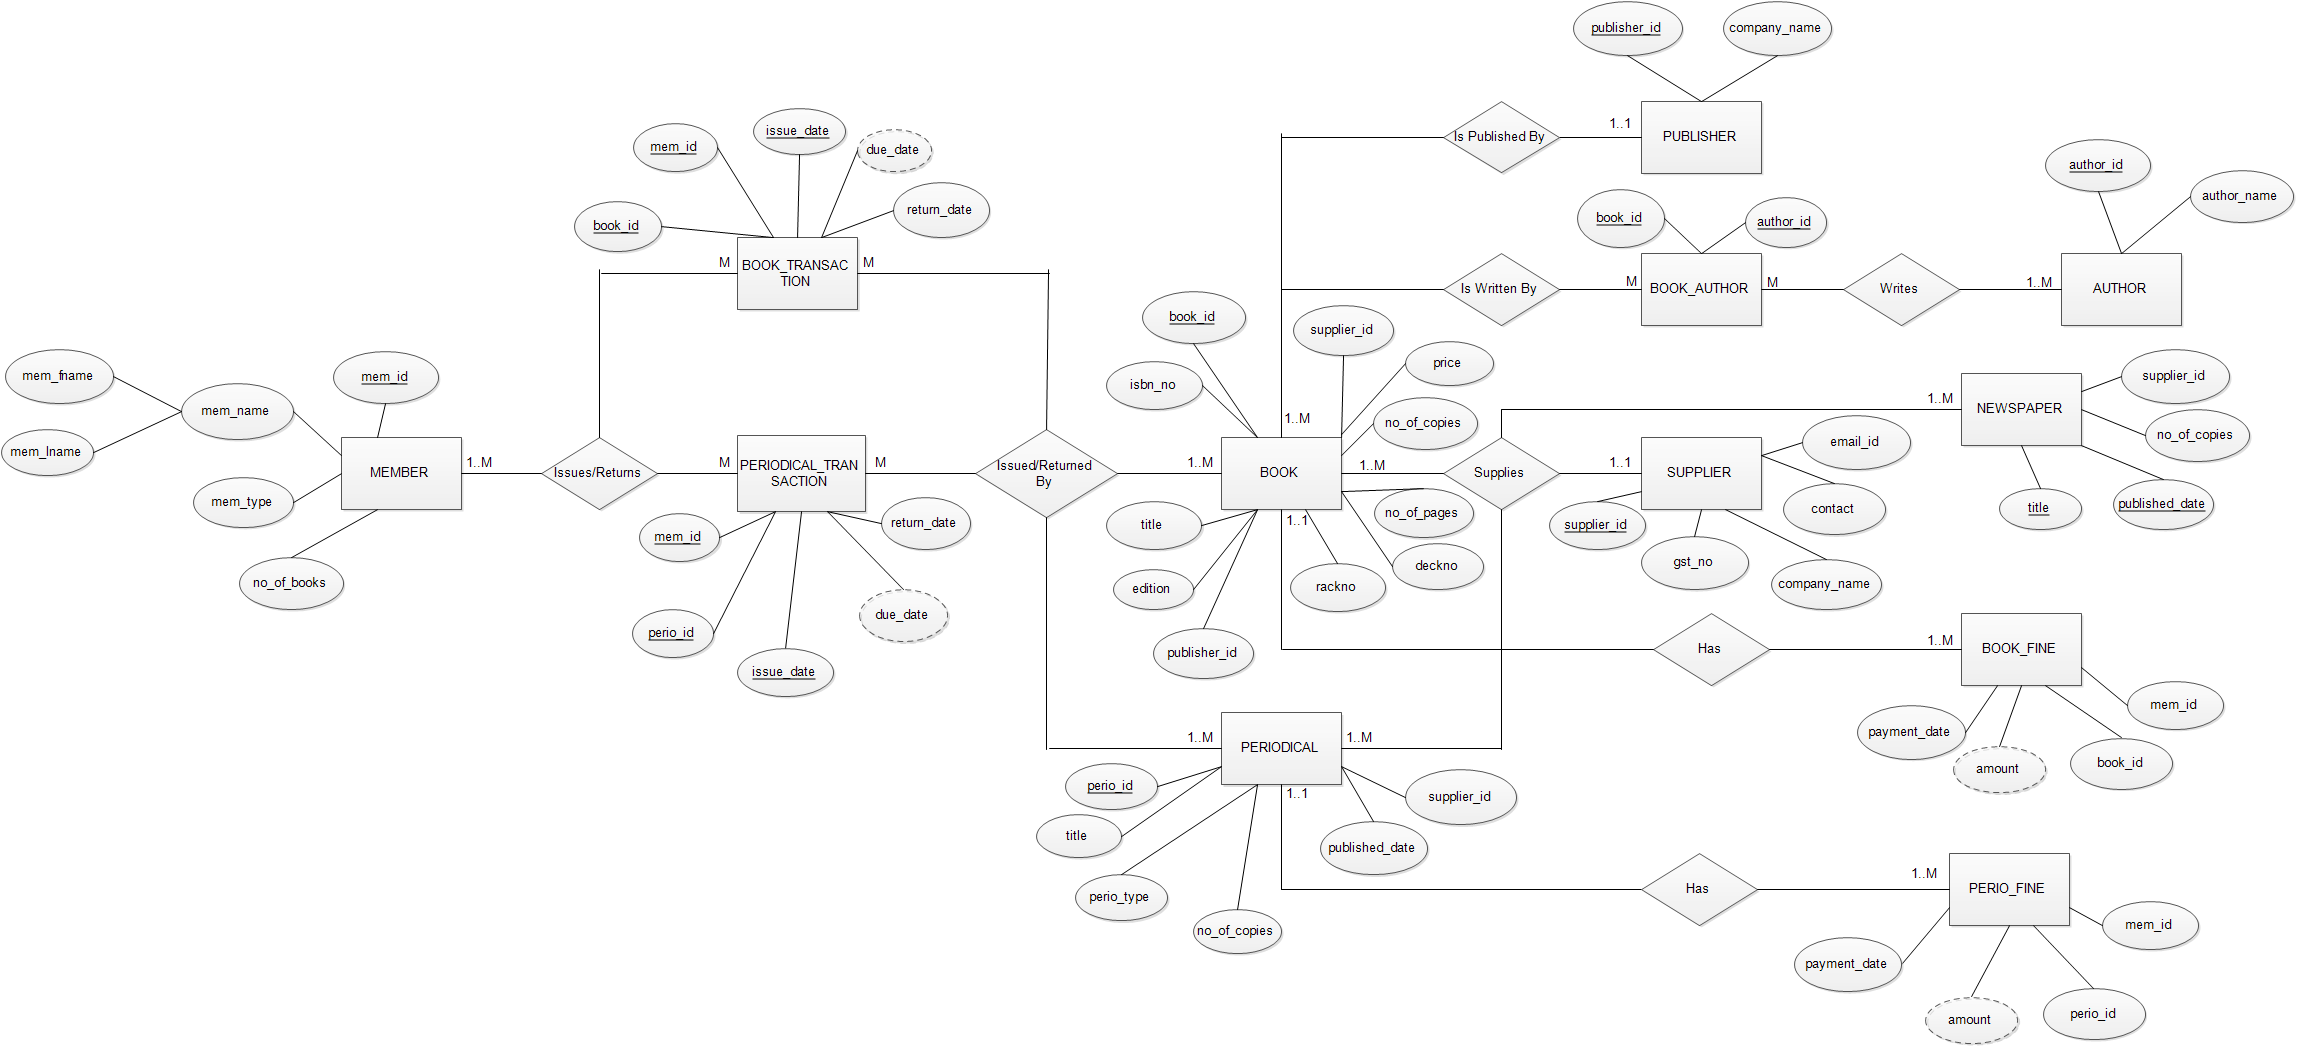 publisher_id
company_name
Is Published By
1..1
PUBLISHER
mem_id
issue_date
due_date
return_date
book_id
M
BOOK_TRANSAC
TION
M
book_id
author_id
author_id
author_name
Is Written By
M
BOOK_AUTHOR
M
Writes
1..M
AUTHOR
mem_fname
mem_name
mem_lname
mem_id
mem_type
no_of_books
MEMBER
1..M
Issues/Returns
M
PERIODICAL_TRAN
SACTION
M
mem_id
return_date
perio_id
issue_date
due_date
Issued/Returned
By
1..M
book_id
supplier_id
isbn_no
price
no_of_copies
1..M
BOOK
1..M
1..1
title
no_of_pages
edition
rackno
deckno
publisher_id
Supplies
1..1
SUPPLIER
email_id
contact
supplier_id
gst_no
company_name
1..M
NEWSPAPER
supplier_id
no_of_copies
title
published_date
Has
1..M
BOOK_FINE
payment_date
amount
book_id
mem_id
1..M
PERIODICAL
1..M
1..1
perio_id
title
perio_type
no_of_copies
published_date
supplier_id
Has
1..M
PERIO_FINE
payment_date
amount
perio_id
mem_id